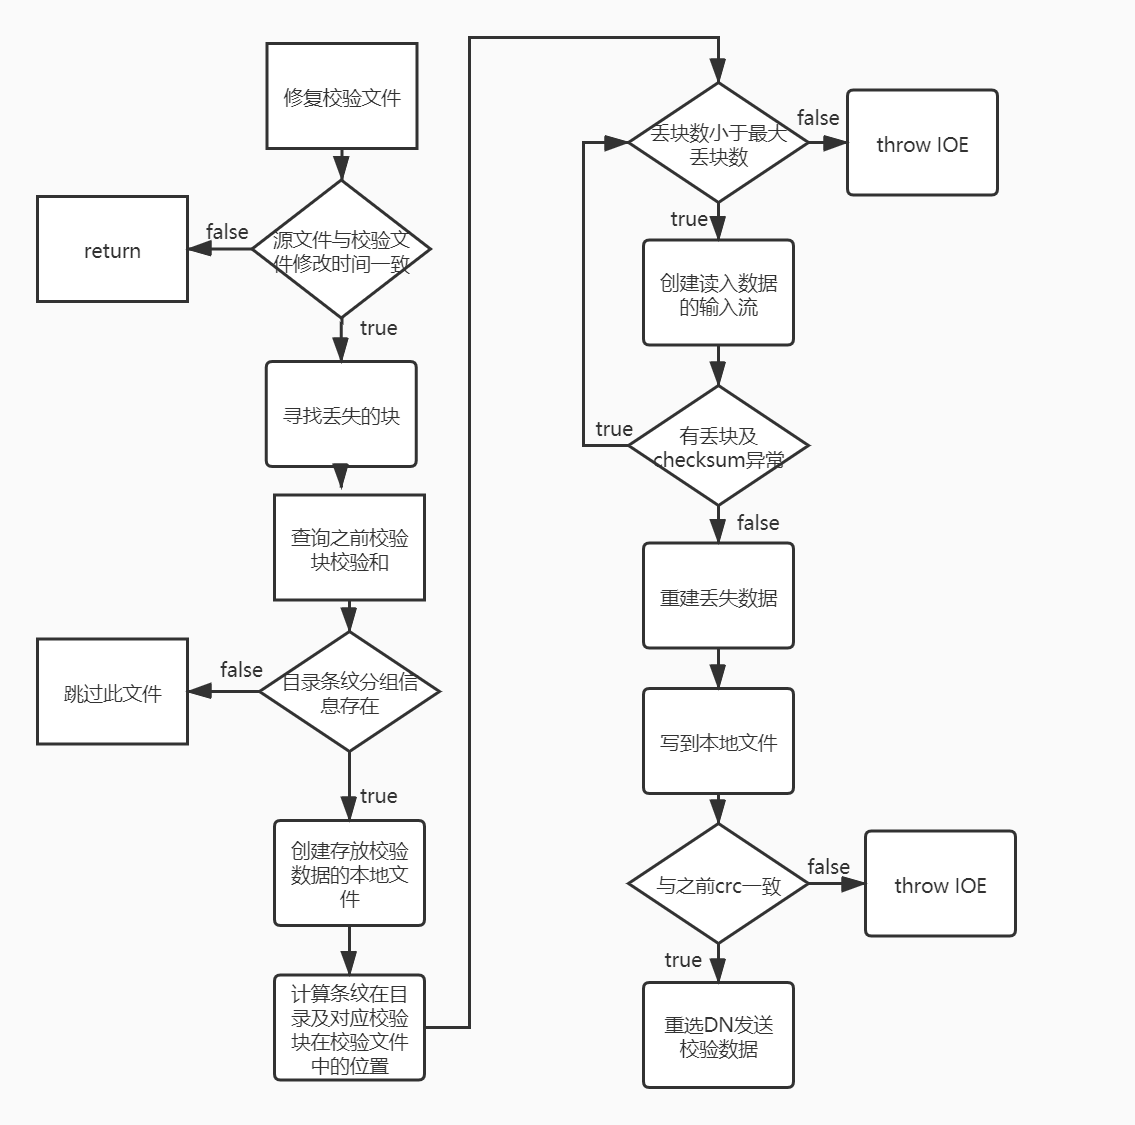 修复校验文件
false
return
源文件与校验文
件修改时间一致
true
寻找丢失的块
查询之前校验
块校验和
false
跳过此文件
目录条纹分组信
息存在
true
创建存放校验
数据的本地文
件
计算条纹在目
录及对应校验
块在校验文件
中的位置
丢块数小于最大
丢块数
false
throw IOE
true
创建读入数据
的输入流
true
有丢块及
checksum异常
false
重建丢失数据
写到本地文件
与之前crc一致
false
throw IOE
true
重选DN发送
校验数据